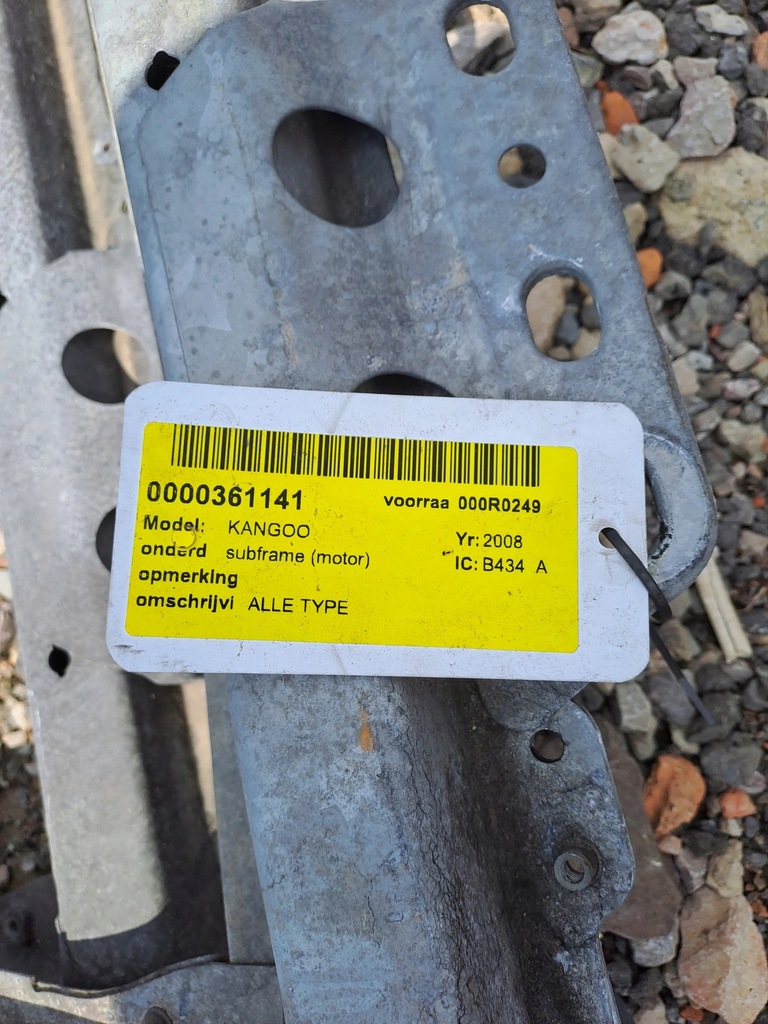 0000361141 voorraa 000R0249
Model: KANGOO Yr: 2008
onderd subframe (motor) IC: B434 A
opmerking
omschrijvi ALLE TYPE